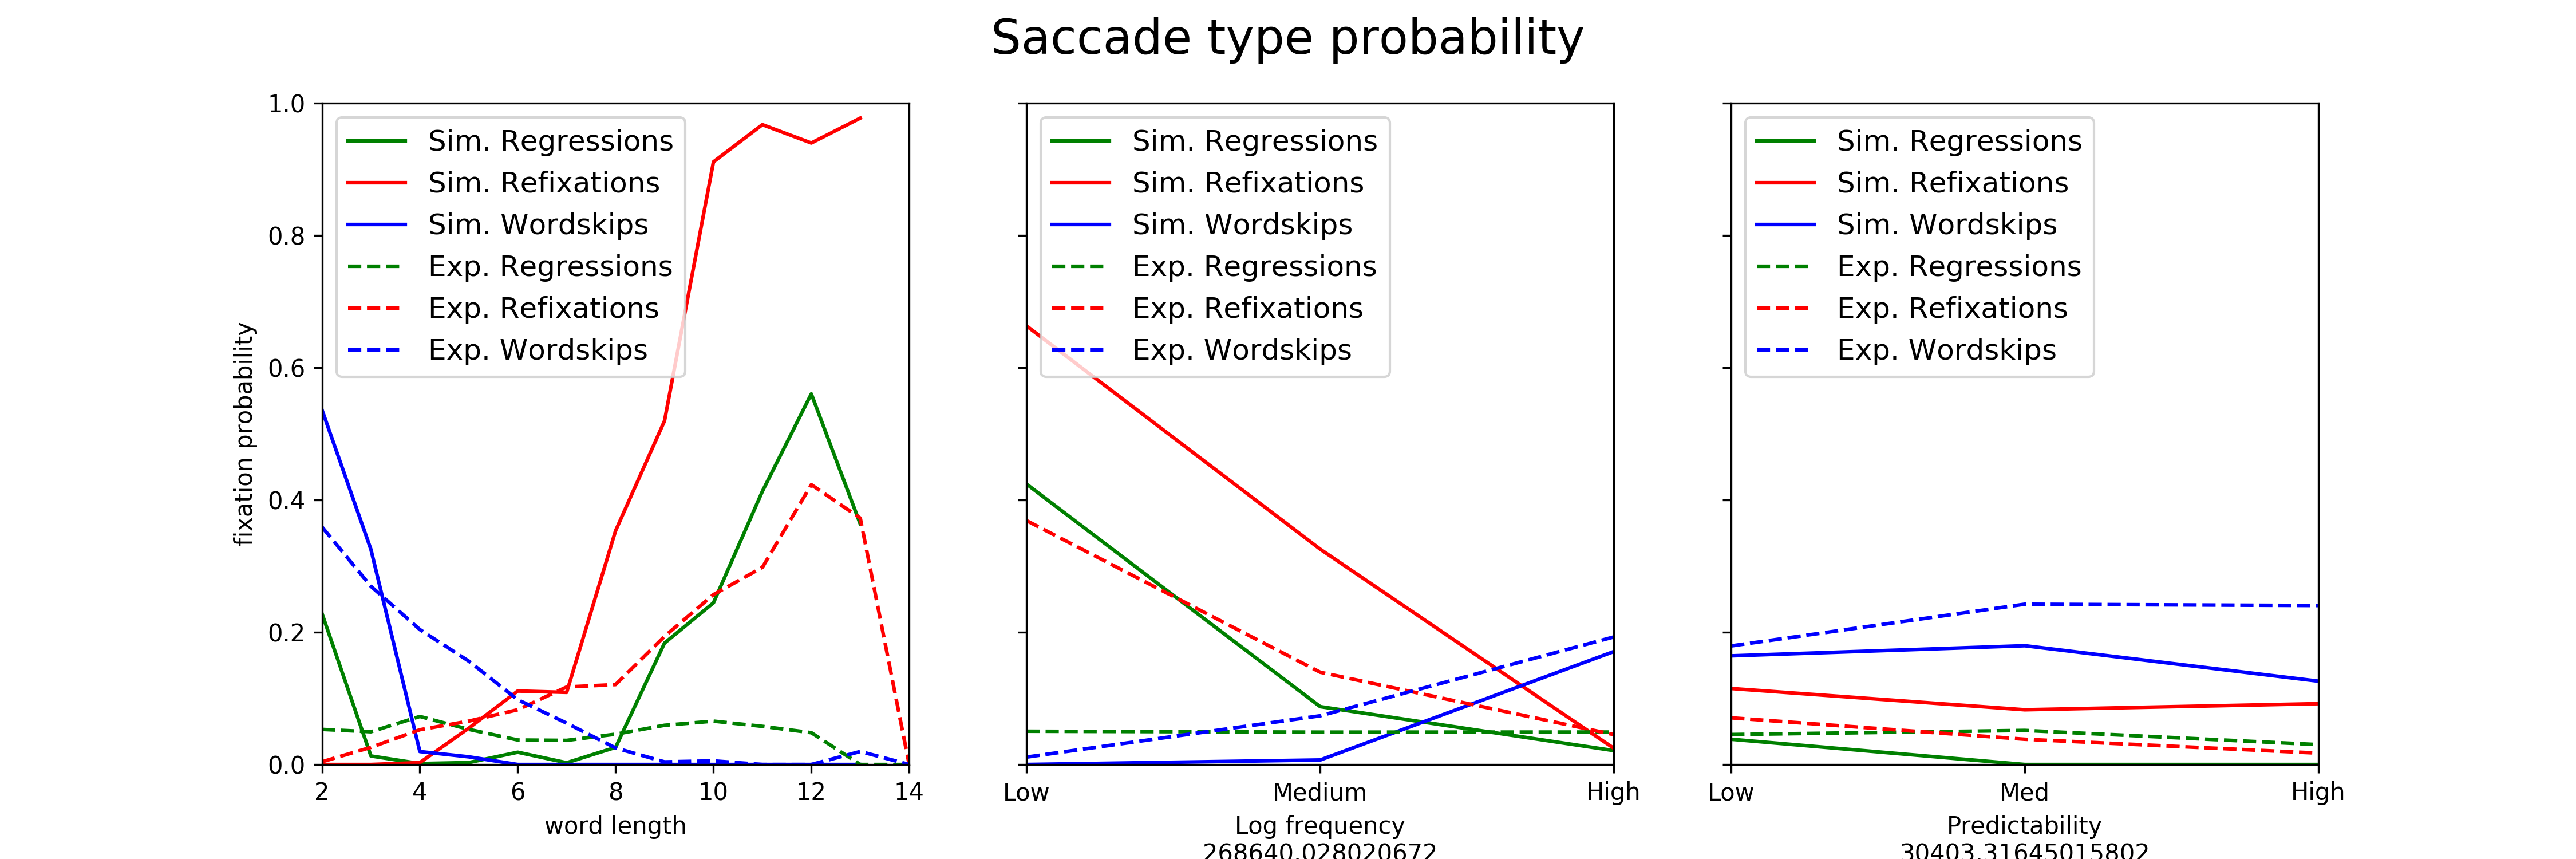 Saccade type probability
1.0
0.8
0.6
0.4
0.2
0.0
fixation probability
Sim. Regressions
Sim. Refixations
Sim. Wordskips
Exp. Regressions
Exp. Refixations
Exp. Wordskips
2 4 6 8 10 12 14
word length
Sim. Regressions
Sim. Refixations
Sim. Wordskips
Exp. Regressions
Exp. Refixations
Exp. Wordskips
Low Medium High
Log frequency
268640.028020672
Sim. Regressions
Sim. Refixations
Sim. Wordskips
Exp. Regressions
Exp. Refixations
Exp. Wordskips
Low Med High
Predictability
30403.31645015802